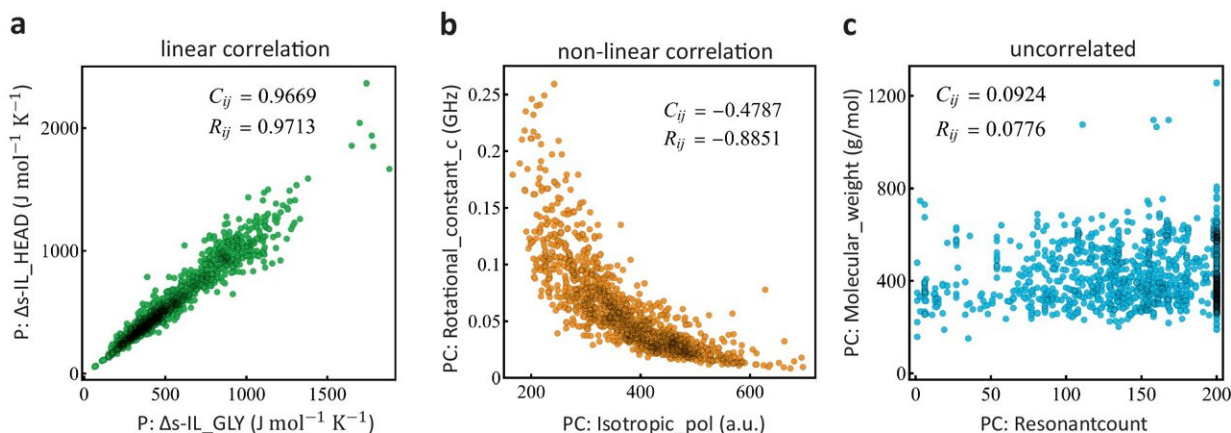 a
linear correlation
P: Δs-IL_HEAD (J mol⁻¹ K⁻¹)
2000
1000
0
C_ij = 0.9669
R_ij = 0.9713
0 500 1000 1500
P: Δs-IL_GLY (J mol⁻¹ K⁻¹)
b
non-linear correlation
PC: Rotational_constant_c (GHz)
0.25
0.2
0.15
0.1
0.05
0
C_ij = −0.4787
R_ij = −0.8851
200 400 600
PC: Isotropic_pol (a.u.)
c
uncorrelated
PC: Molecular_weight (g/mol)
1200
800
400
0
C_ij = 0.0924
R_ij = 0.0776
0 50 100 150 200
PC: Resonantcount